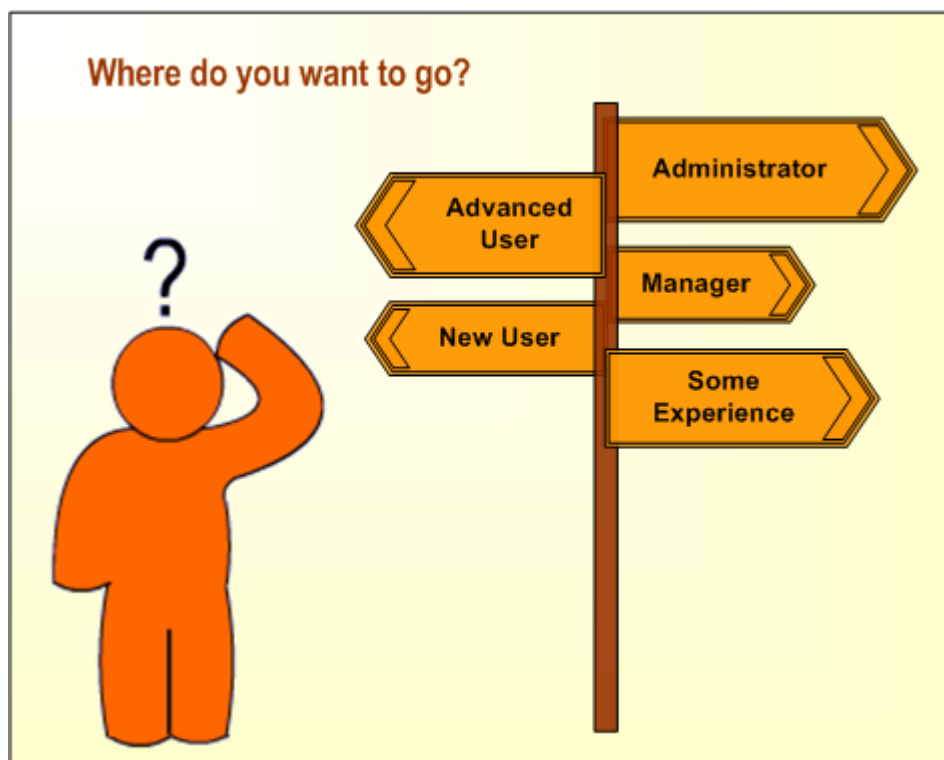 Where do you want to go?
Administrator
Advanced
User
Manager
New User
Some
Experience
?